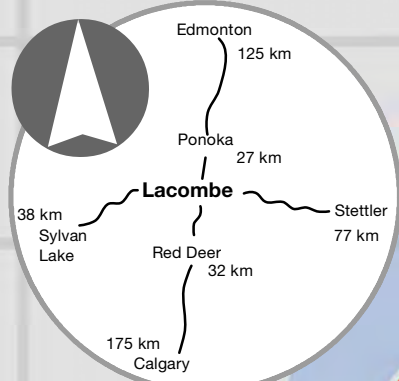 Edmonton
125 km
Ponoka
27 km
Lacombe
38 km
Sylvan
Lake
Stettler
77 km
Red Deer
32 km
175 km
Calgary